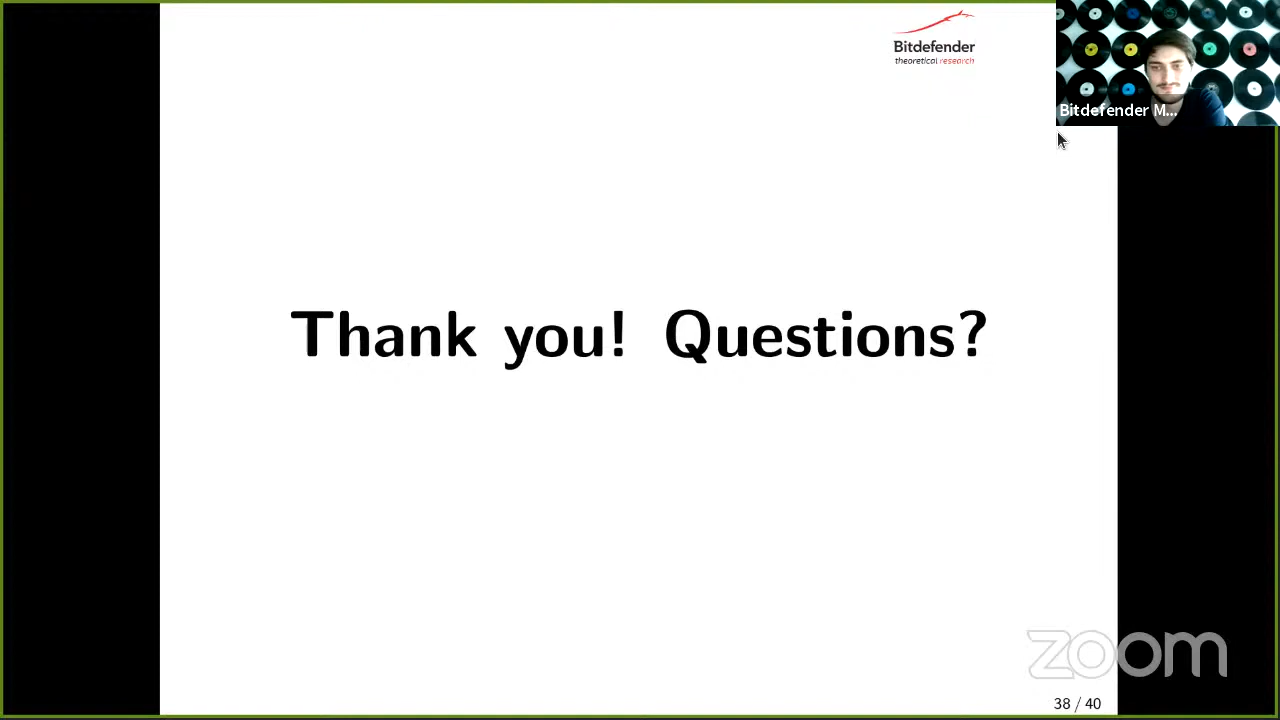 Bitdefender
theoretical research
Bitdefender M...
Thank you! Questions?
zoom
38 / 40